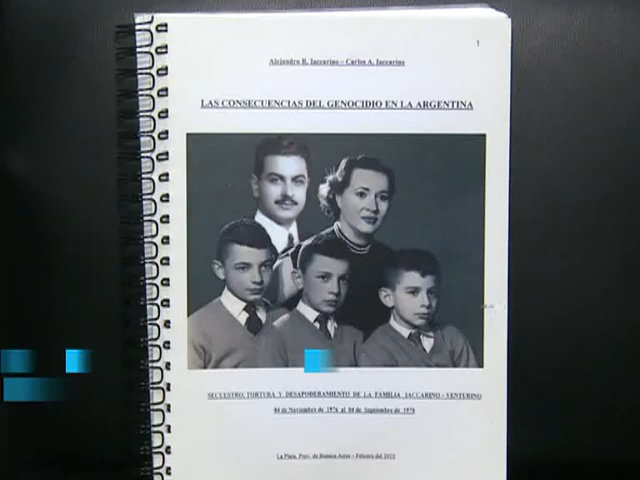 1
Alejandro R. Iaccarino – Carlos A. Iaccarino
LAS CONSECUENCIAS DEL GENOCIDIO EN LA ARGENTINA
SECUESTRO, TORTURA Y DESAPODERAMIENTO DE LA FAMILIA IACCARINO – VENTURINO
04 de Noviembre de 1976 al 04 de Septiembre de 1978
La Plata, Prov. de Buenos Aires – Febrero del